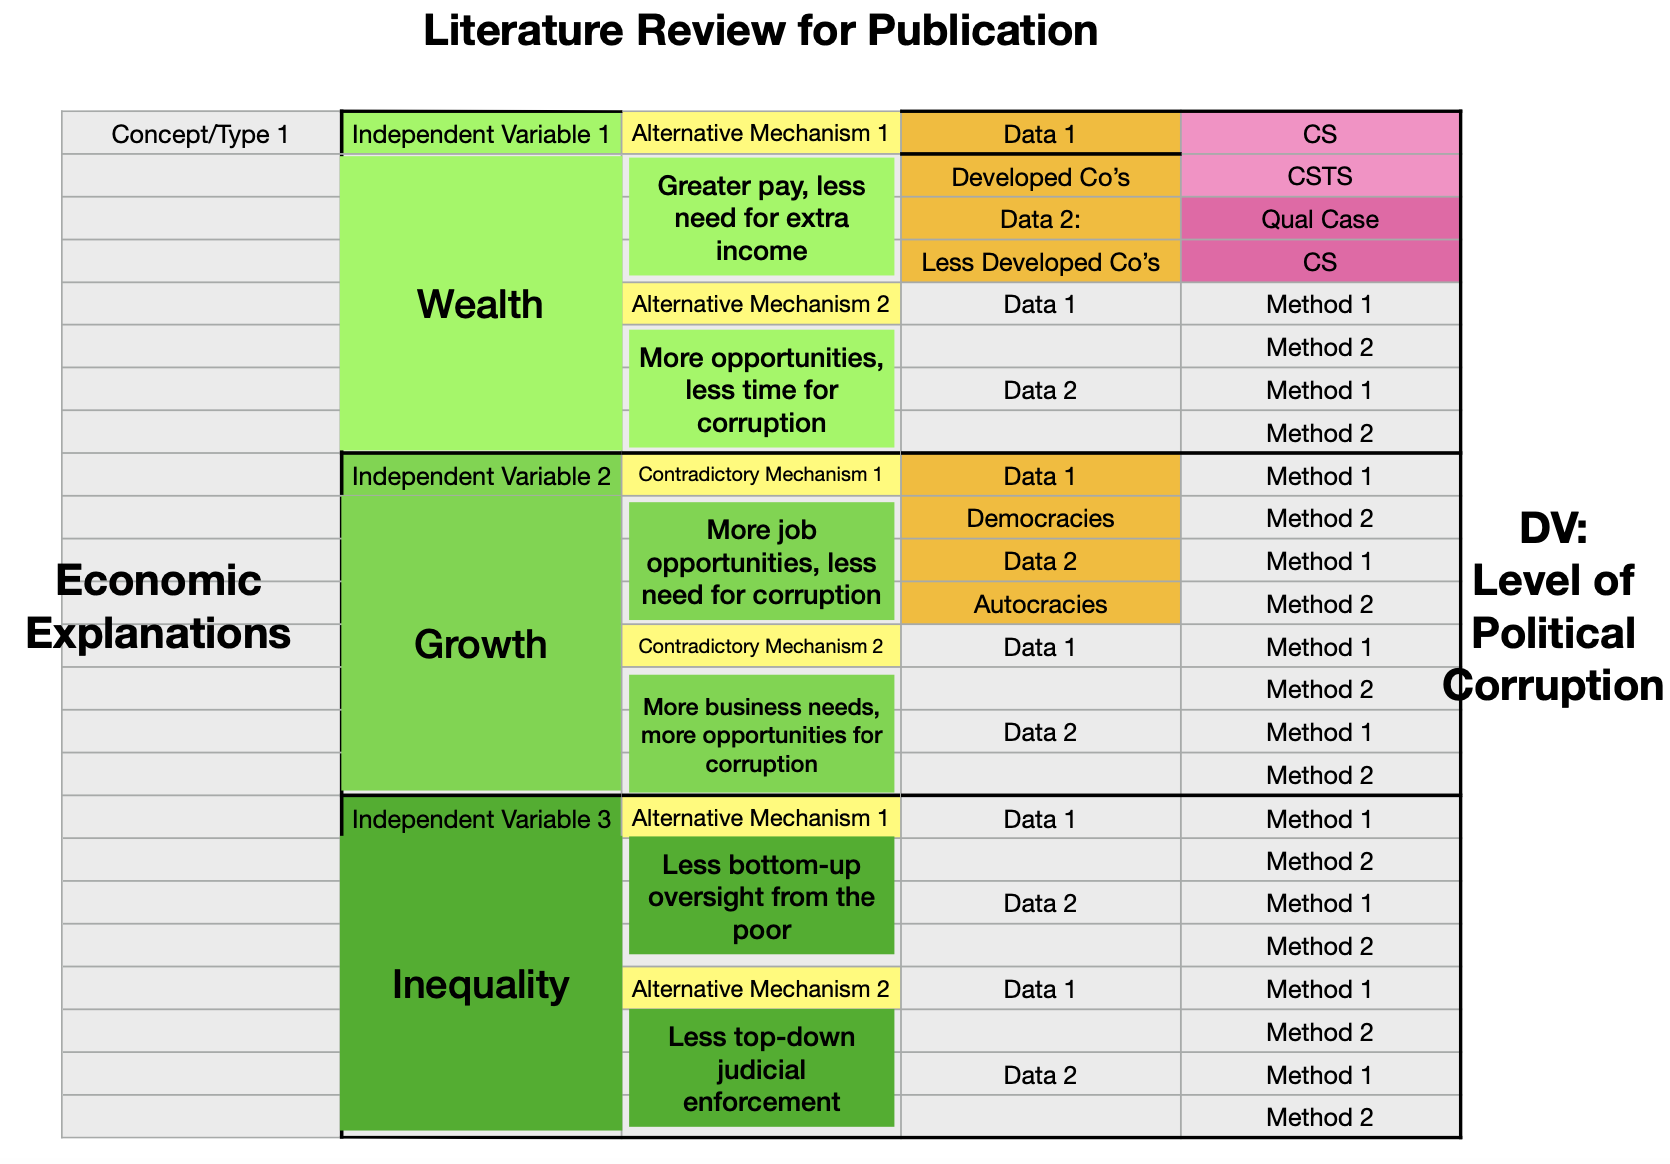 Literature Review for Publication
Concept/Type 1
Independent Variable 1
Alternative Mechanism 1
Data 1
CS
Developed Co's
CSTS
Greater pay, less
need for extra
income
Data 2:
Qual Case
Less Developed Co's
CS
Wealth
Alternative Mechanism 2
Data 1
Method 1
Method 2
More opportunities,
less time for
corruption
Data 2
Method 1
Method 2
Independent Variable 2
Contradictory Mechanism 1
Data 1
Method 1
Democracies
Method 2
More job
opportunities, less
need for corruption
Data 2
Method 1
Autocracies
Method 2
Economic
Explanations
Growth
Contradictory Mechanism 2
Data 1
Method 1
Method 2
More business needs,
more opportunities for
corruption
Data 2
Method 1
Method 2
DV:
Level of
Political
Corruption
Independent Variable 3
Alternative Mechanism 1
Data 1
Method 1
Method 2
Less bottom-up
oversight from the
poor
Data 2
Method 1
Method 2
Inequality
Alternative Mechanism 2
Data 1
Method 1
Method 2
Less top-down
judicial
enforcement
Data 2
Method 1
Method 2